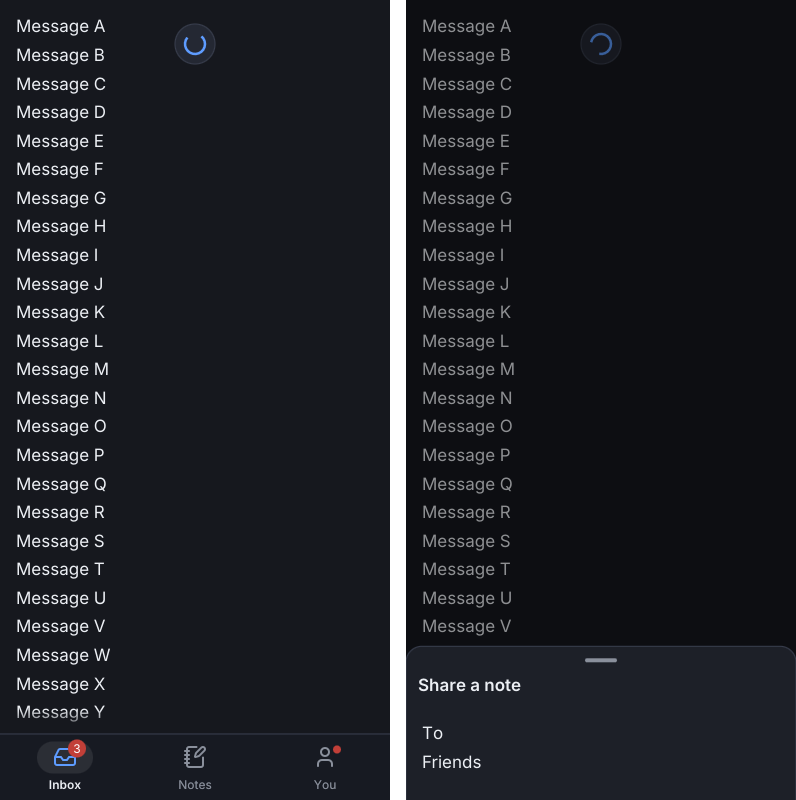 Message A
Message B
Message C
Message D
Message E
Message F
Message G
Message H
Message I
Message J
Message K
Message L
Message M
Message N
Message O
Message P
Message Q
Message R
Message S
Message T
Message U
Message V
Message W
Message X
Message Y
3
Inbox
Notes
You
Message A
Message B
Message C
Message D
Message E
Message F
Message G
Message H
Message I
Message J
Message K
Message L
Message M
Message N
Message O
Message P
Message Q
Message R
Message S
Message T
Message U
Message V
Share a note
To
Friends